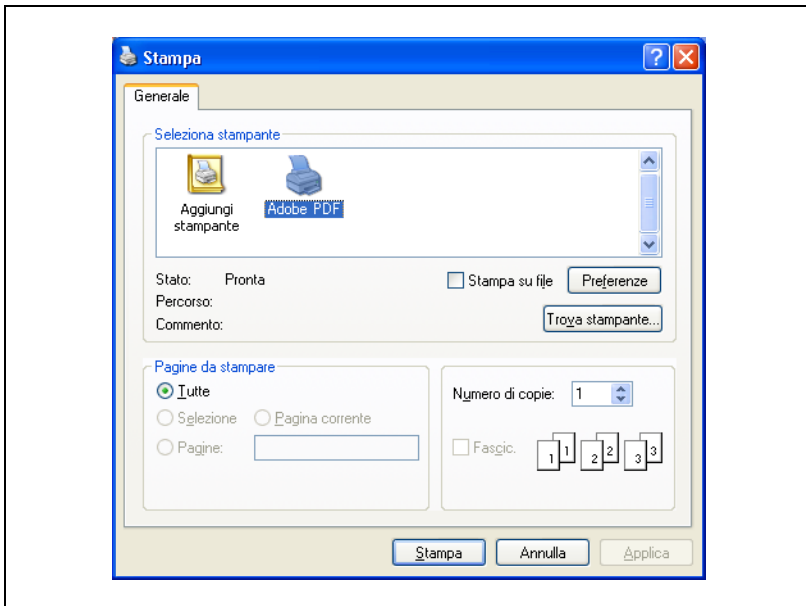 Stampa
Generale
Seleziona stampante
Aggiungi stampante
Adobe PDF
Stato: Pronta
Percorso:
Commento:
Stampa su file
Preferenze
Trova stampante...
Pagine da stampare
Tutte
Selezione
Pagina corrente
Pagine:
Numero di copie: 1
Fascic.
1 1 2 2 3 3
Stampa
Annulla
Applica